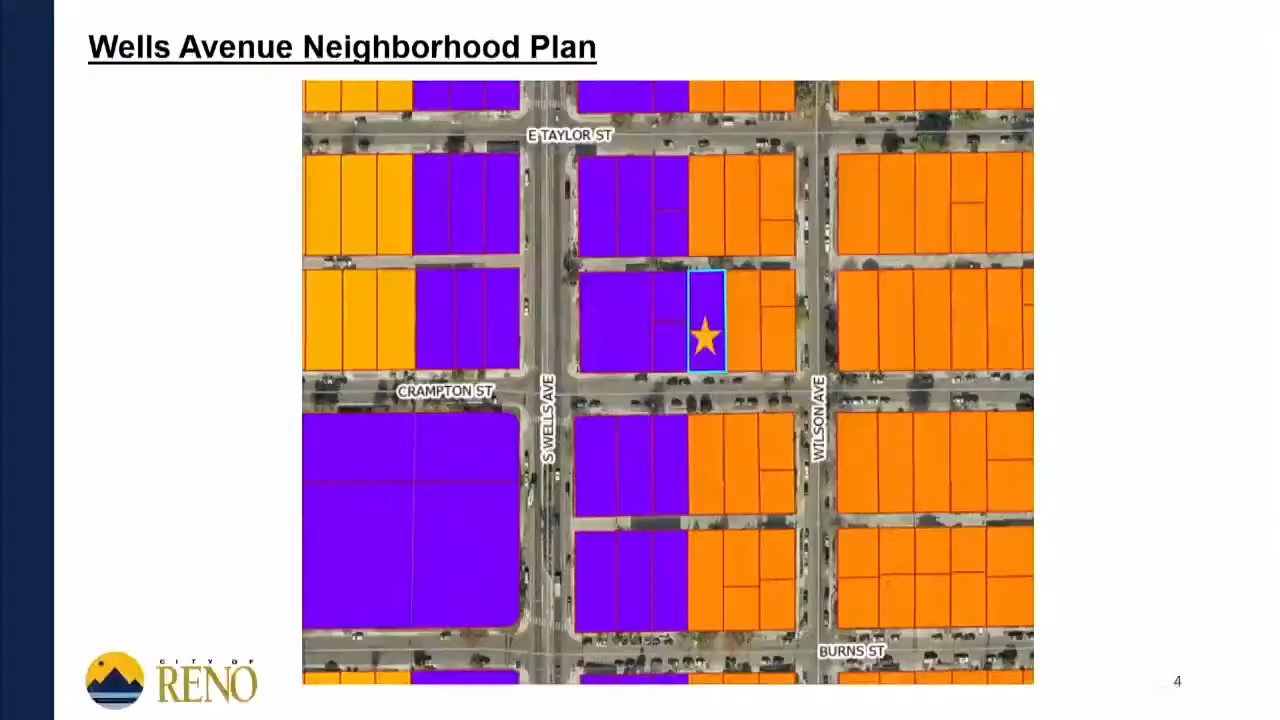 Wells Avenue Neighborhood Plan
E TAYLOR ST
CRAMPTON ST
S WELLS AVE
WILSON AVE
BURNS ST
CITY OF
RENO
4